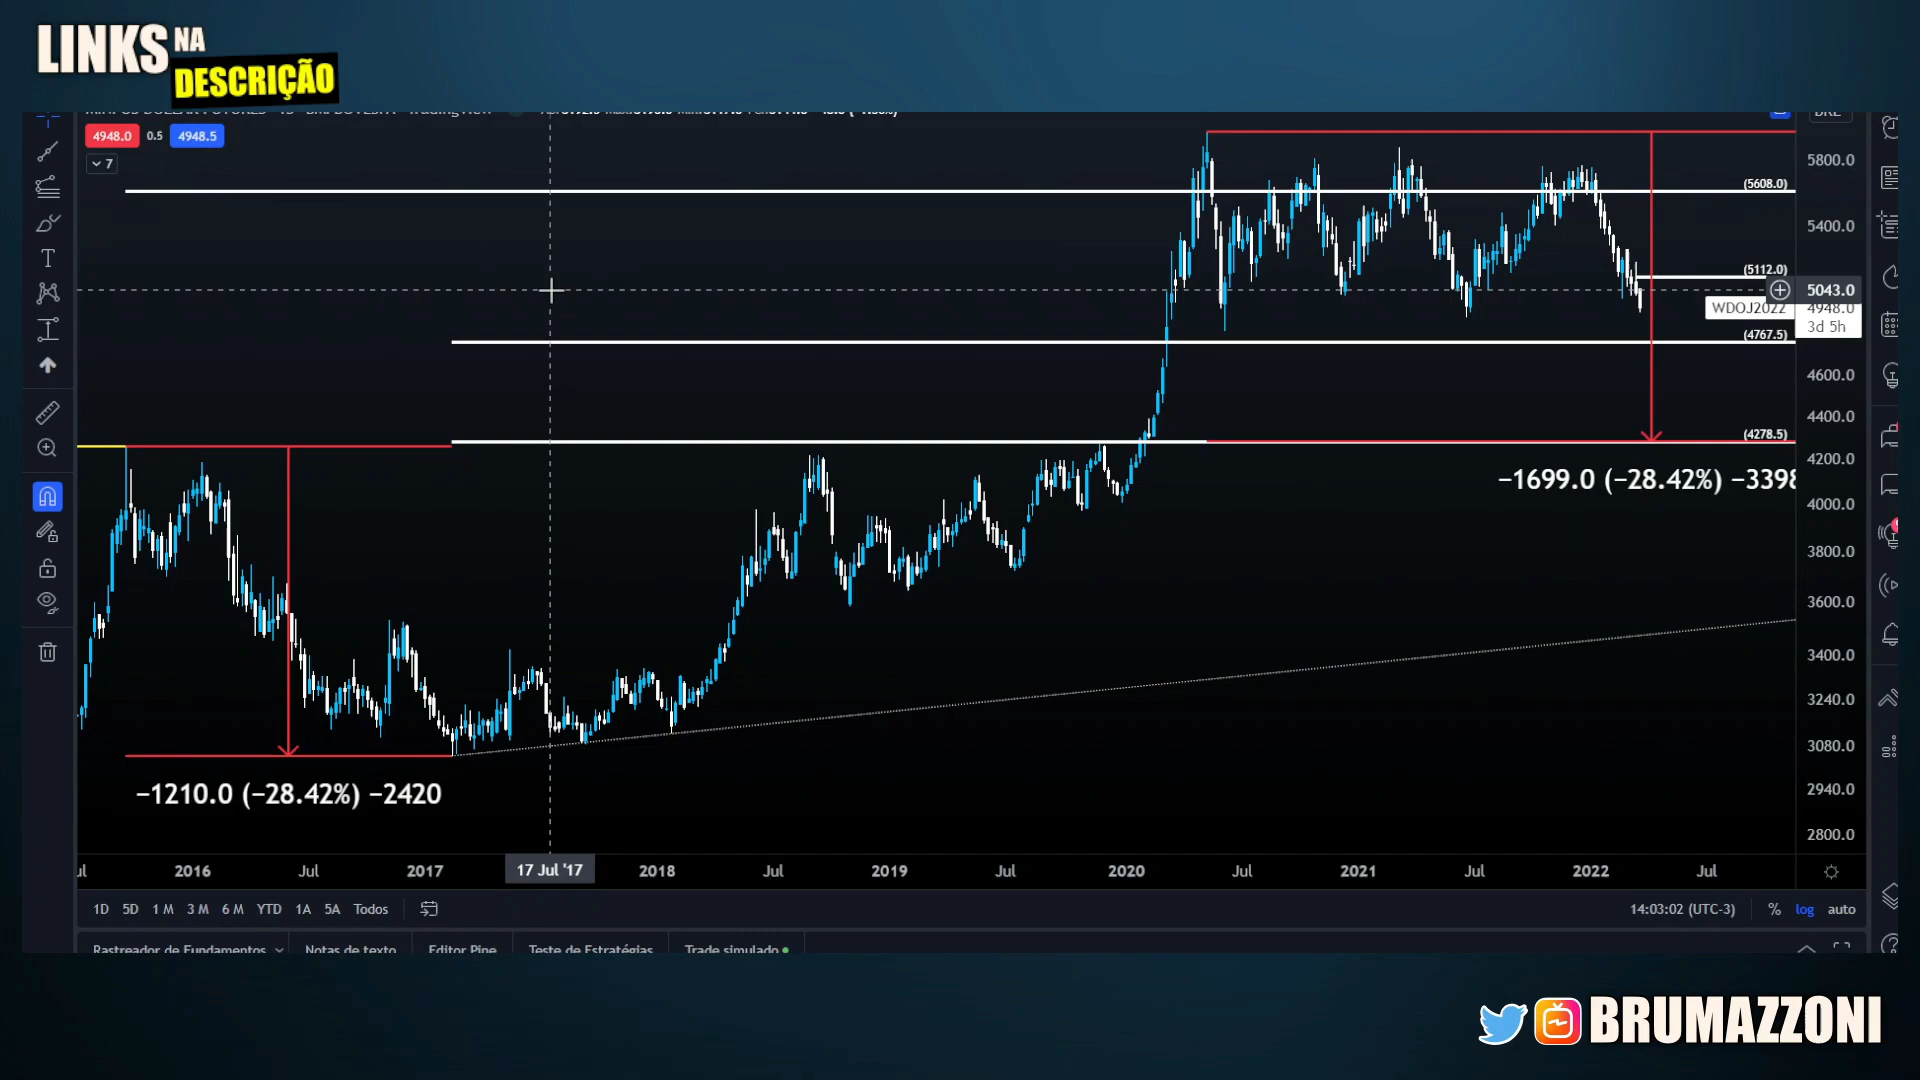 LINKS NA
DESCRIÇÃO
4948.0 0.5 4948.5
7
BRL
5800.0
(5608.0)
5400.0
(5112.0)
5043.0
WDOJ2022 4948.0
3d 5h
(4767.5)
4600.0
4400.0
(4278.5)
4200.0
−1699.0 (−28.42%) −3398
4000.0
3800.0
3600.0
3400.0
3240.0
3080.0
−1210.0 (−28.42%) −2420
2940.0
2800.0
2016 Jul 2017 17 Jul '17 2018 Jul 2019 Jul 2020 Jul 2021 Jul 2022 Jul
1D 5D 1 M 3 M 6 M YTD 1A 5A Todos 14:03:02 (UTC-3) % log auto
Rastreador de Fundamentos Notas de texto Editor Pine Teste de Estratégias Trade simulado
BRUMAZZONI